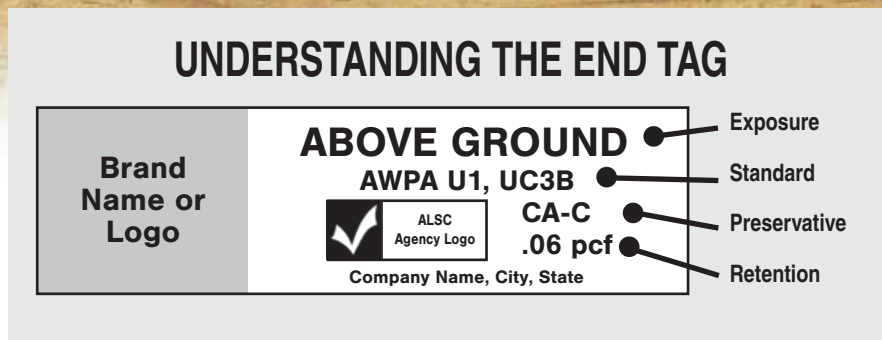 UNDERSTANDING THE END TAG
Brand
Name or
Logo
ABOVE GROUND
AWPA U1, UC3B
ALSC
Agency Logo
CA-C
.06 pcf
Company Name, City, State
Exposure
Standard
Preservative
Retention